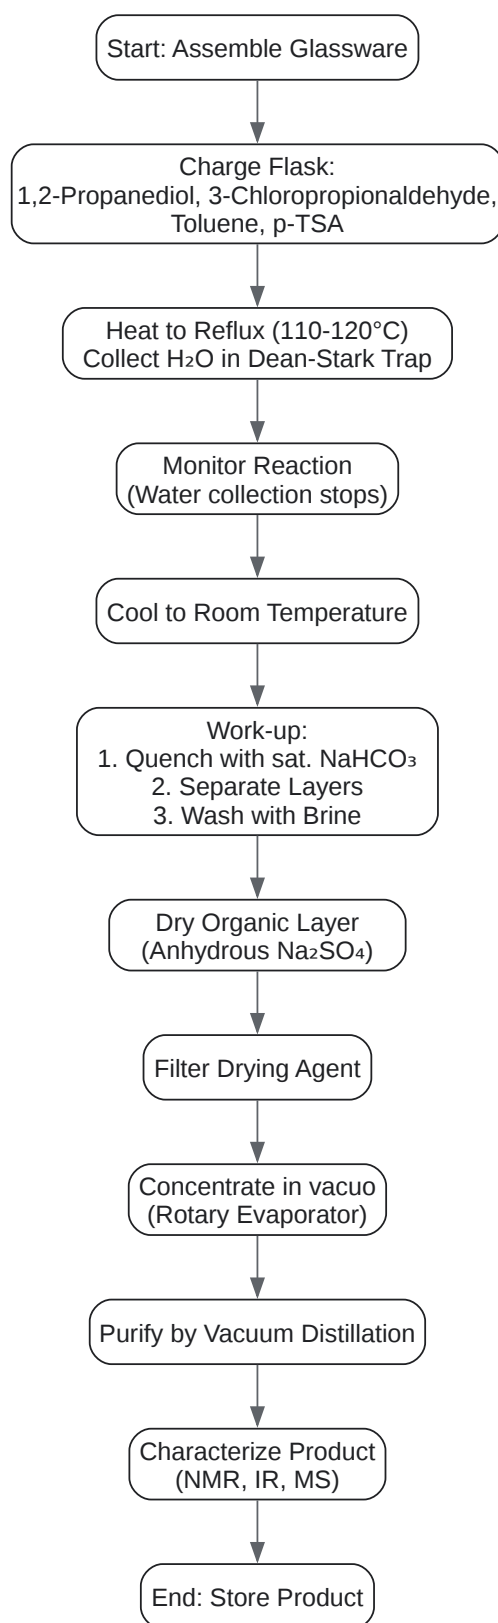 Start: Assemble Glassware
Charge Flask:
1,2-Propanediol, 3-Chloropropionaldehyde,
Toluene, p-TSA
Heat to Reflux (110-120°C)
Collect H₂O in Dean-Stark Trap
Monitor Reaction
(Water collection stops)
Cool to Room Temperature
Work-up:
1. Quench with sat. NaHCO₃
2. Separate Layers
3. Wash with Brine
Dry Organic Layer
(Anhydrous Na₂SO₄)
Filter Drying Agent
Concentrate in vacuo
(Rotary Evaporator)
Purify by Vacuum Distillation
Characterize Product
(NMR, IR, MS)
End: Store Product